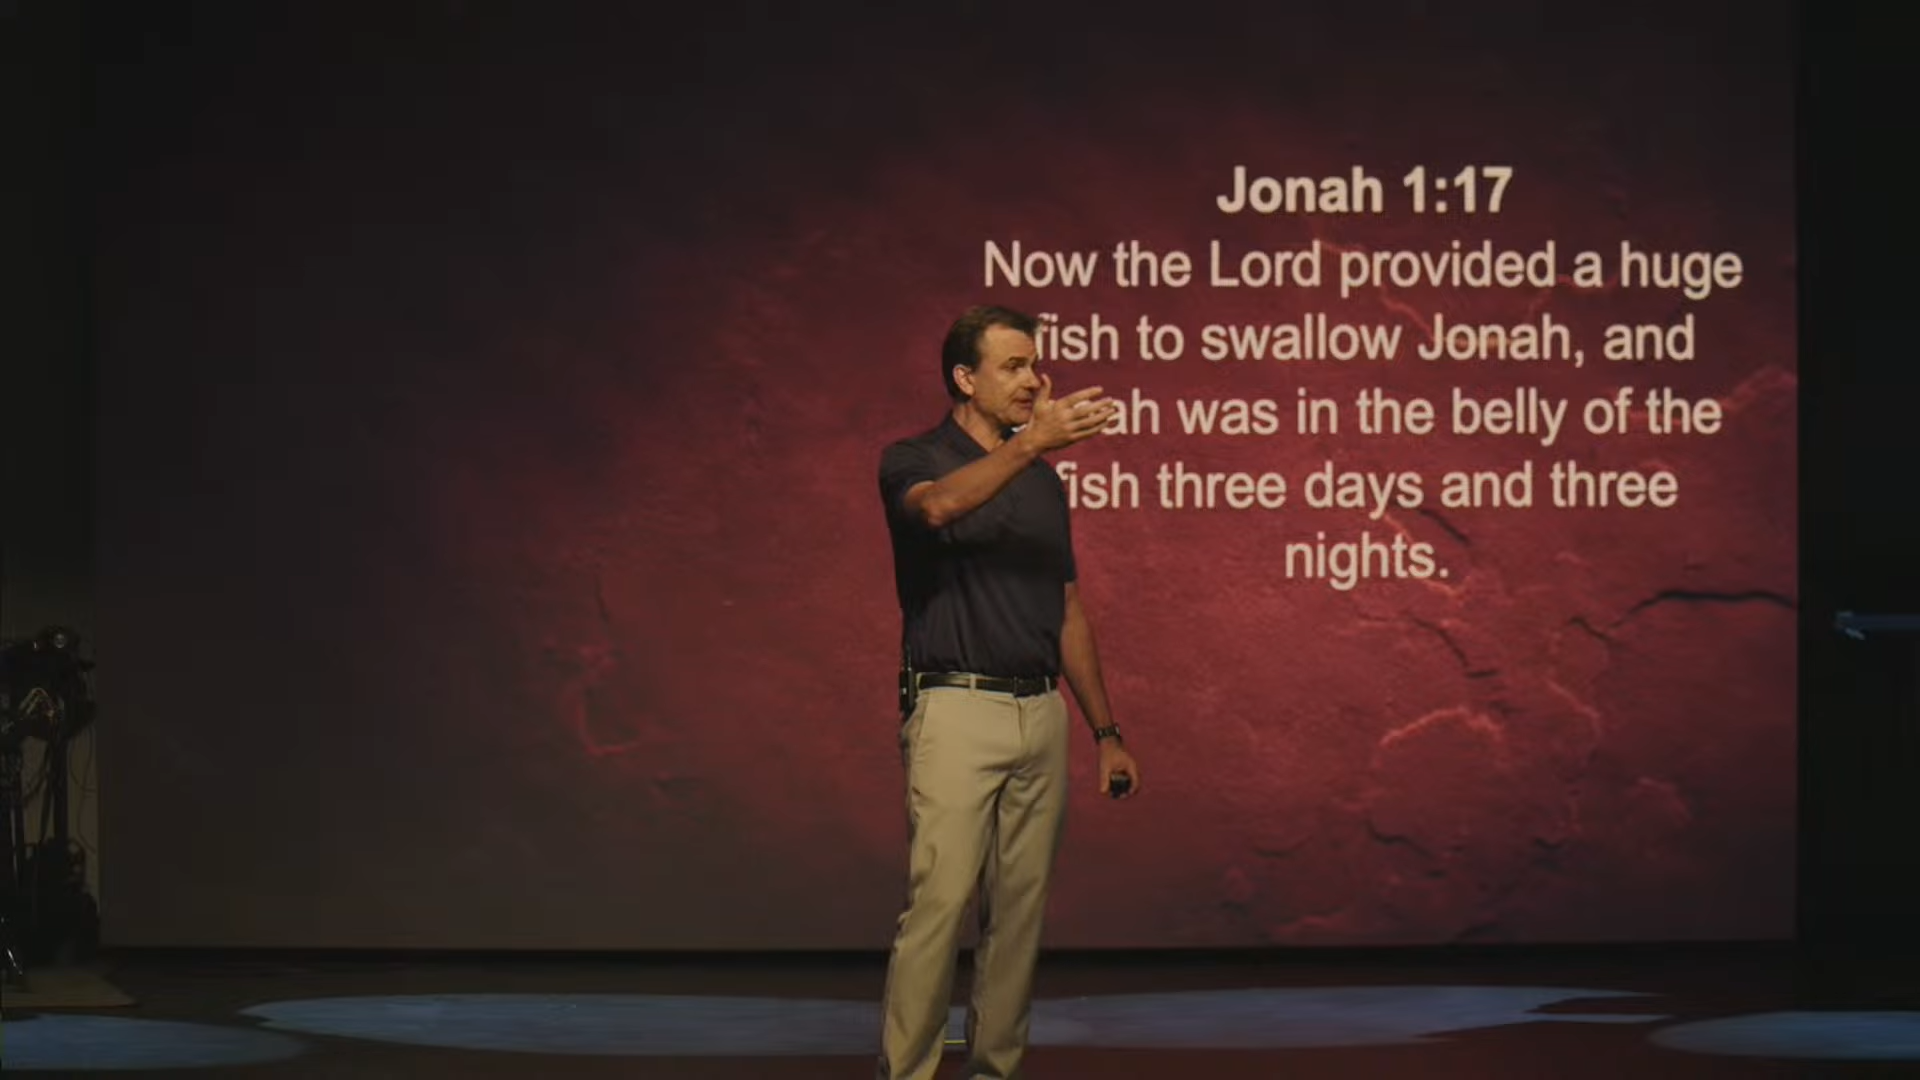 Jonah 1:17
Now the Lord provided a huge
fish to swallow Jonah, and
ah was in the belly of the
fish three days and three
nights.